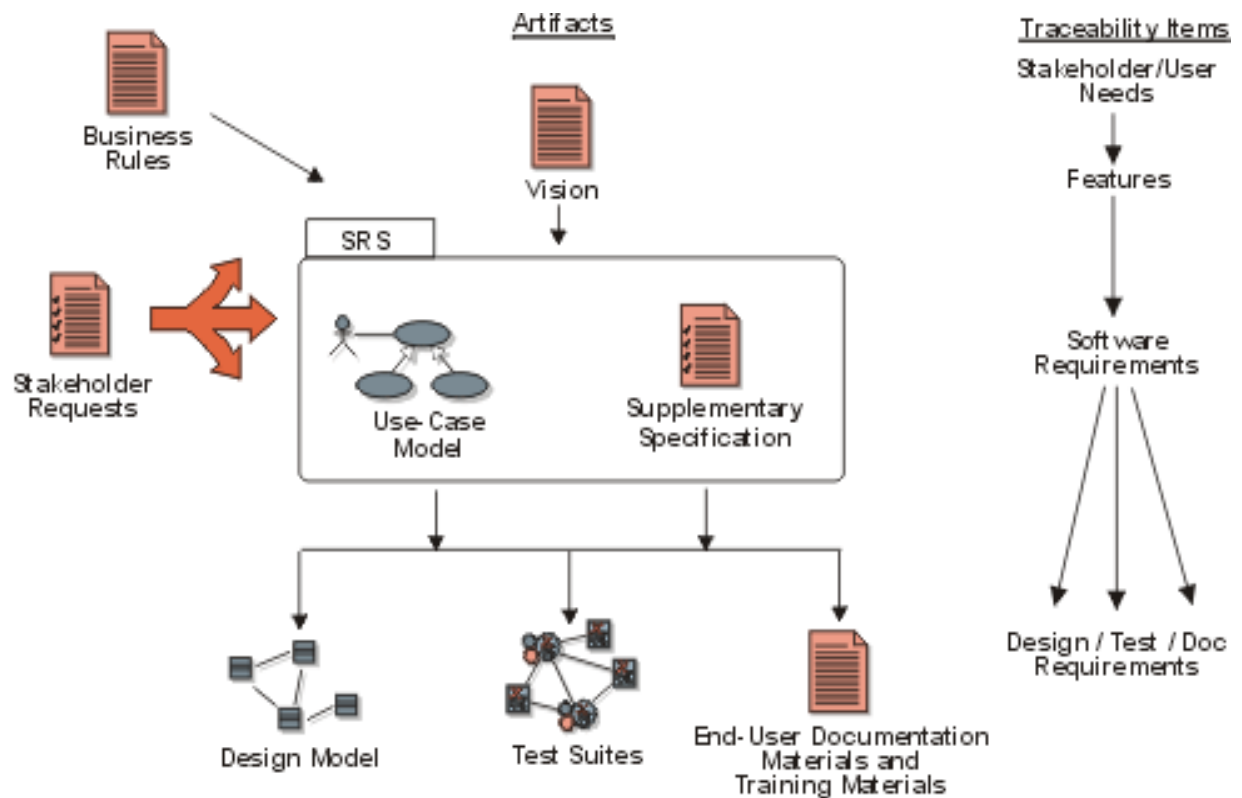 Artifacts
Traceability Items
Stakeholder/User
Needs
Business
Rules
Vision
Features
SRS
Stakeholder
Requests
Use-Case
Model
Supplementary
Specification
Software
Requirements
Design / Test / Doc
Requirements
Design Model
Test Suites
End-User Documentation
Materials and
Training Materials